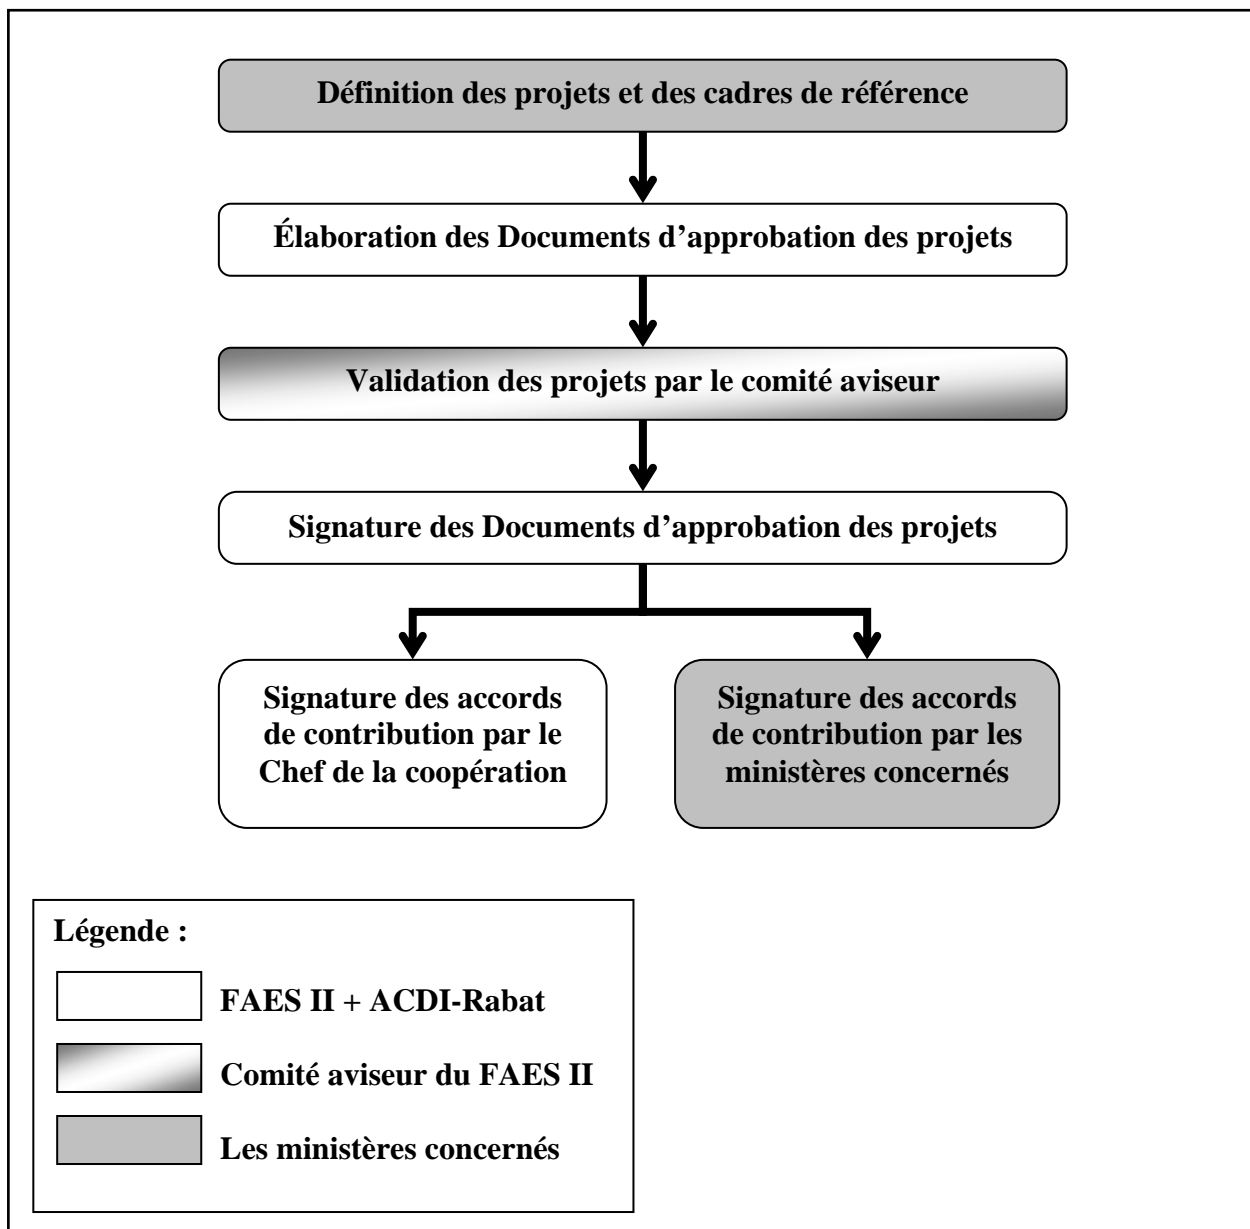 Définition des projets et des cadres de référence
Élaboration des Documents d’approbation des projets
Validation des projets par le comité aviseur
Signature des Documents d’approbation des projets
Signature des accords
de contribution par le
Chef de la coopération
Signature des accords
de contribution par les
ministères concernés
Légende :
FAES II + ACDI-Rabat
Comité aviseur du FAES II
Les ministères concernés